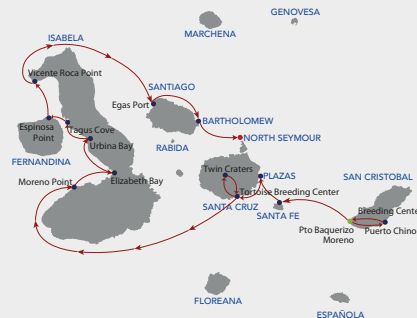 GENOVESA
MARCHENA
ISABELA
Vicente Roca Point
SANTIAGO
Egas Port
BARTHOLOMEW
Espinosa
Point
Tagus Cove
Urbina Bay
NORTH SEYMOUR
RABIDA
FERNANDINA
Twin Craters
PLAZAS
SAN CRISTOBAL
Moreno Point
Elizabeth Bay
Tortoise Breeding Center
SANTA CRUZ
SANTA FE
Breeding Cente
Pto Baquerizo
Moreno
Puerto Chino
FLOREANA
ESPAÑOLA